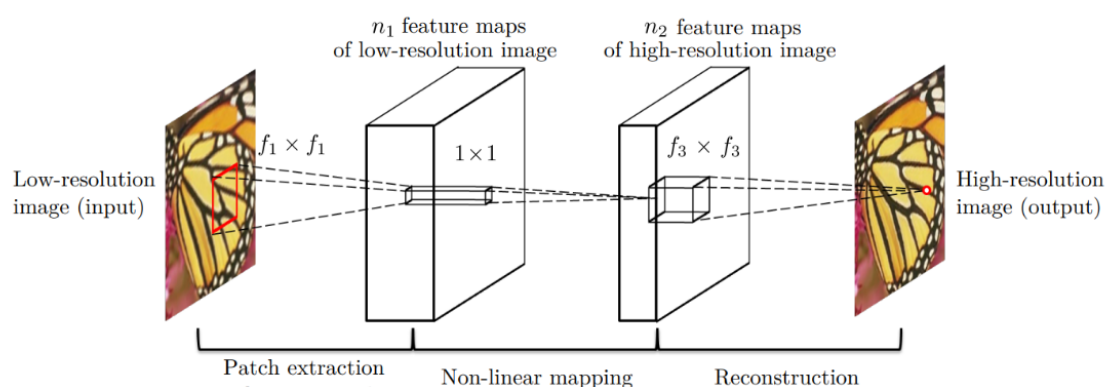 n₁ feature maps
of low-resolution image
n₂ feature maps
of high-resolution image
f₁ × f₁
1×1
f₃ × f₃
Low-resolution
image (input)
High-resolution
image (output)
Patch extraction
Non-linear mapping
Reconstruction